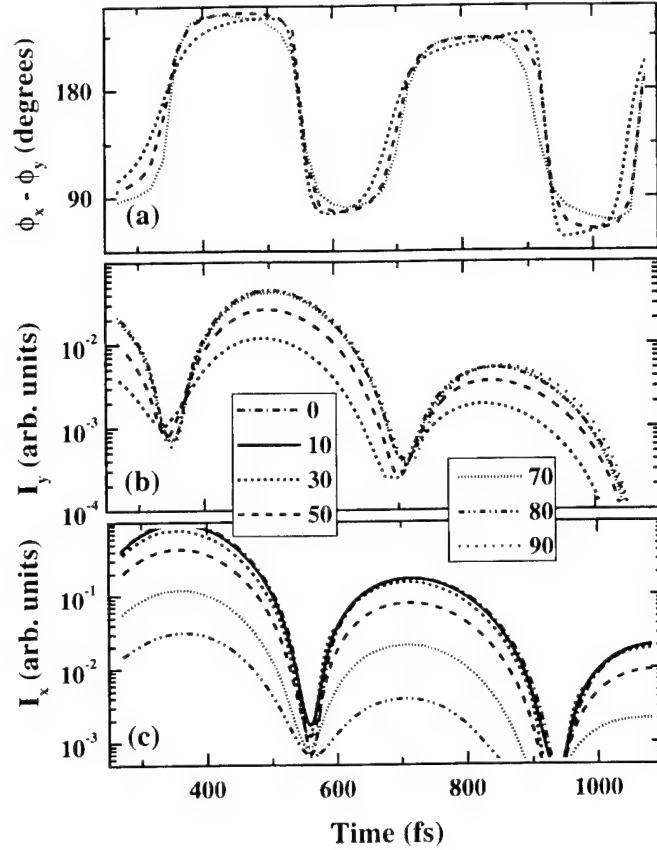 180
90
ϕx - ϕy (degrees)
(a)
10-2
10-3
10-4
Iy (arb. units)
(b)
0
10
30
50
70
80
90
10-1
10-2
10-3
Ix (arb. units)
(c)
400
600
800
1000
Time (fs)